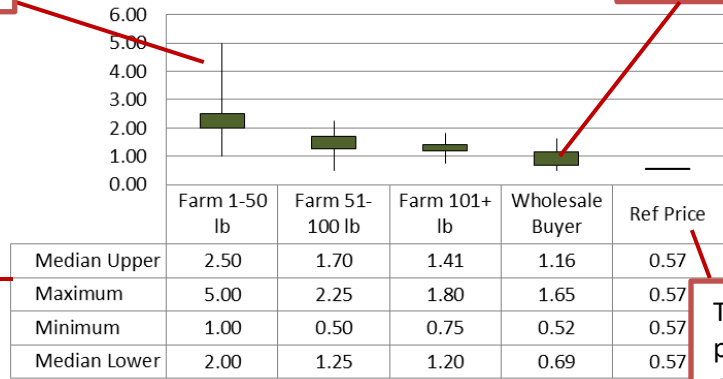 6.00
5.00
4.00
3.00
2.00
1.00
0.00
Farm 1-50 lb Farm 51-100 lb Farm 101+ lb Wholesale Buyer Ref Price
Median Upper 2.50 1.70 1.41 1.16 0.57
Maximum 5.00 2.25 1.80 1.65 0.57
Minimum 1.00 0.50 0.75 0.52 0.57
Median Lower 2.00 1.25 1.20 0.69 0.57